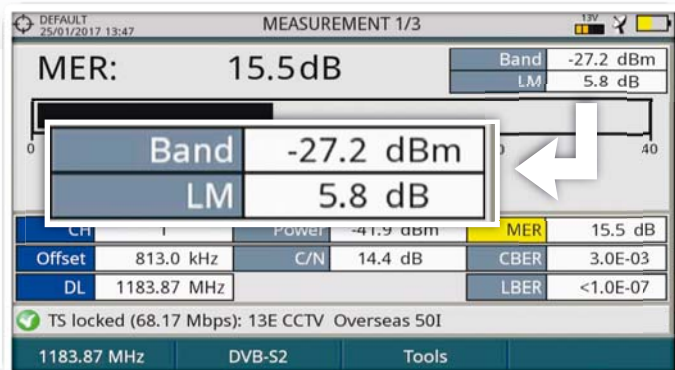 DEFAULT
25/01/2017 13:47
MEASUREMENT 1/3
13V
MER: 15.5 dB
Band -27.2 dBm
LM 5.8 dB
0 40
Band -27.2 dBm
LM 5.8 dB
CH 1 Power -41.9 dBm MER 15.5 dB
Offset 813.0 kHz C/N 14.4 dB CBER 3.0E-03
DL 1183.87 MHz LBER <1.0E-07
TS locked (68.17 Mbps): 13E CCTV Overseas 50I
1183.87 MHz DVB-S2 Tools